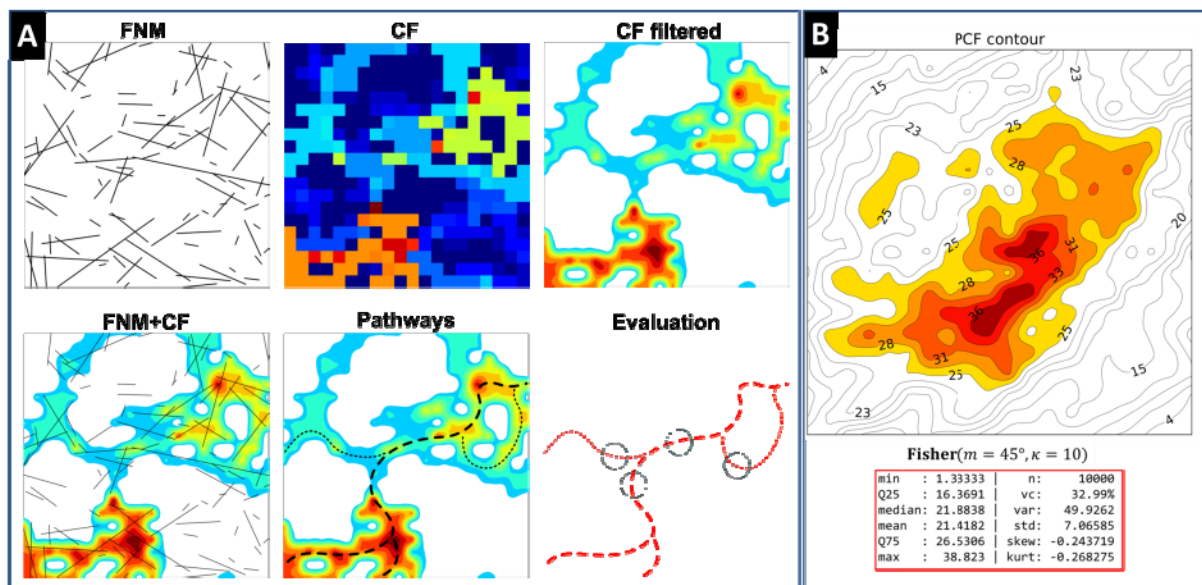 A
FNM
CF
CF filtered
FNM+CF
Pathways
Evaluation
B
PCF contour
4
15
23
23
25
28
25
20
25
31
36
33
28
36
25
28
31
25
15
23
4
Fisher(m = 45°, κ = 10)
min : 1.33333 | n: 10000
Q25 : 16.3691 | vc: 32.99%
median: 21.8838 | var: 49.9262
mean : 21.4182 | std: 7.06585
Q75 : 26.5306 | skew: -0.243719
max : 38.823 | kurt: -0.268275